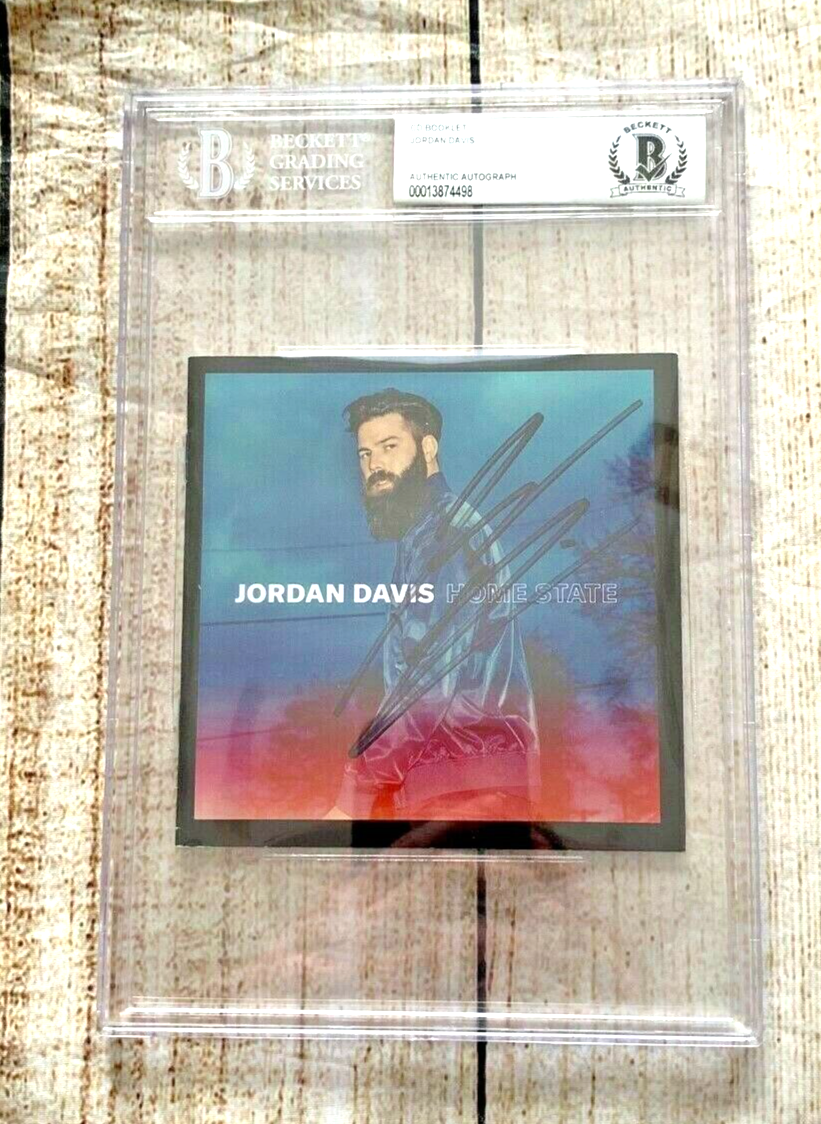 B
BECKETT
GRADING
SERVICES
CD BOOKLET
JORDAN DAVIS
AUTHENTIC AUTOGRAPH
00013874498
BECKETT
B
AUTHENTIC
JORDAN DAVIS HOME STATE